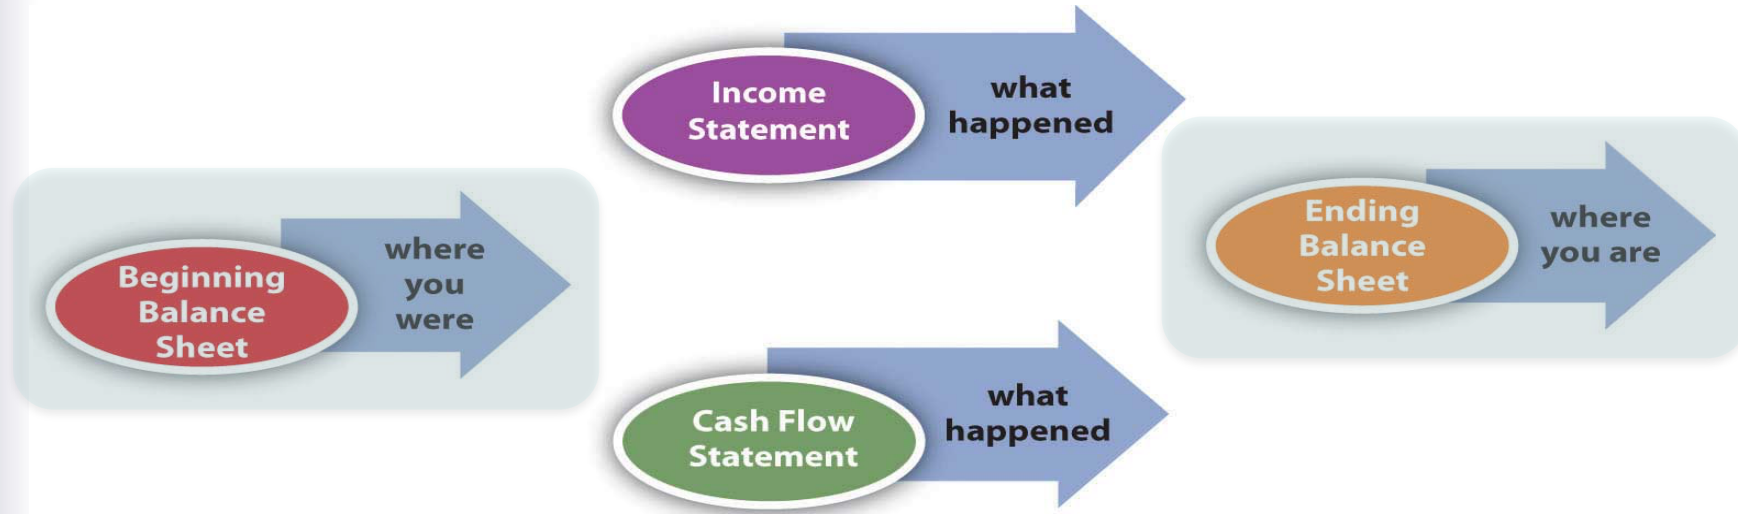 Beginning
Balance
Sheet
where
you
were
Income
Statement
what
happened
Cash Flow
Statement
what
happened
Ending
Balance
Sheet
where
you are